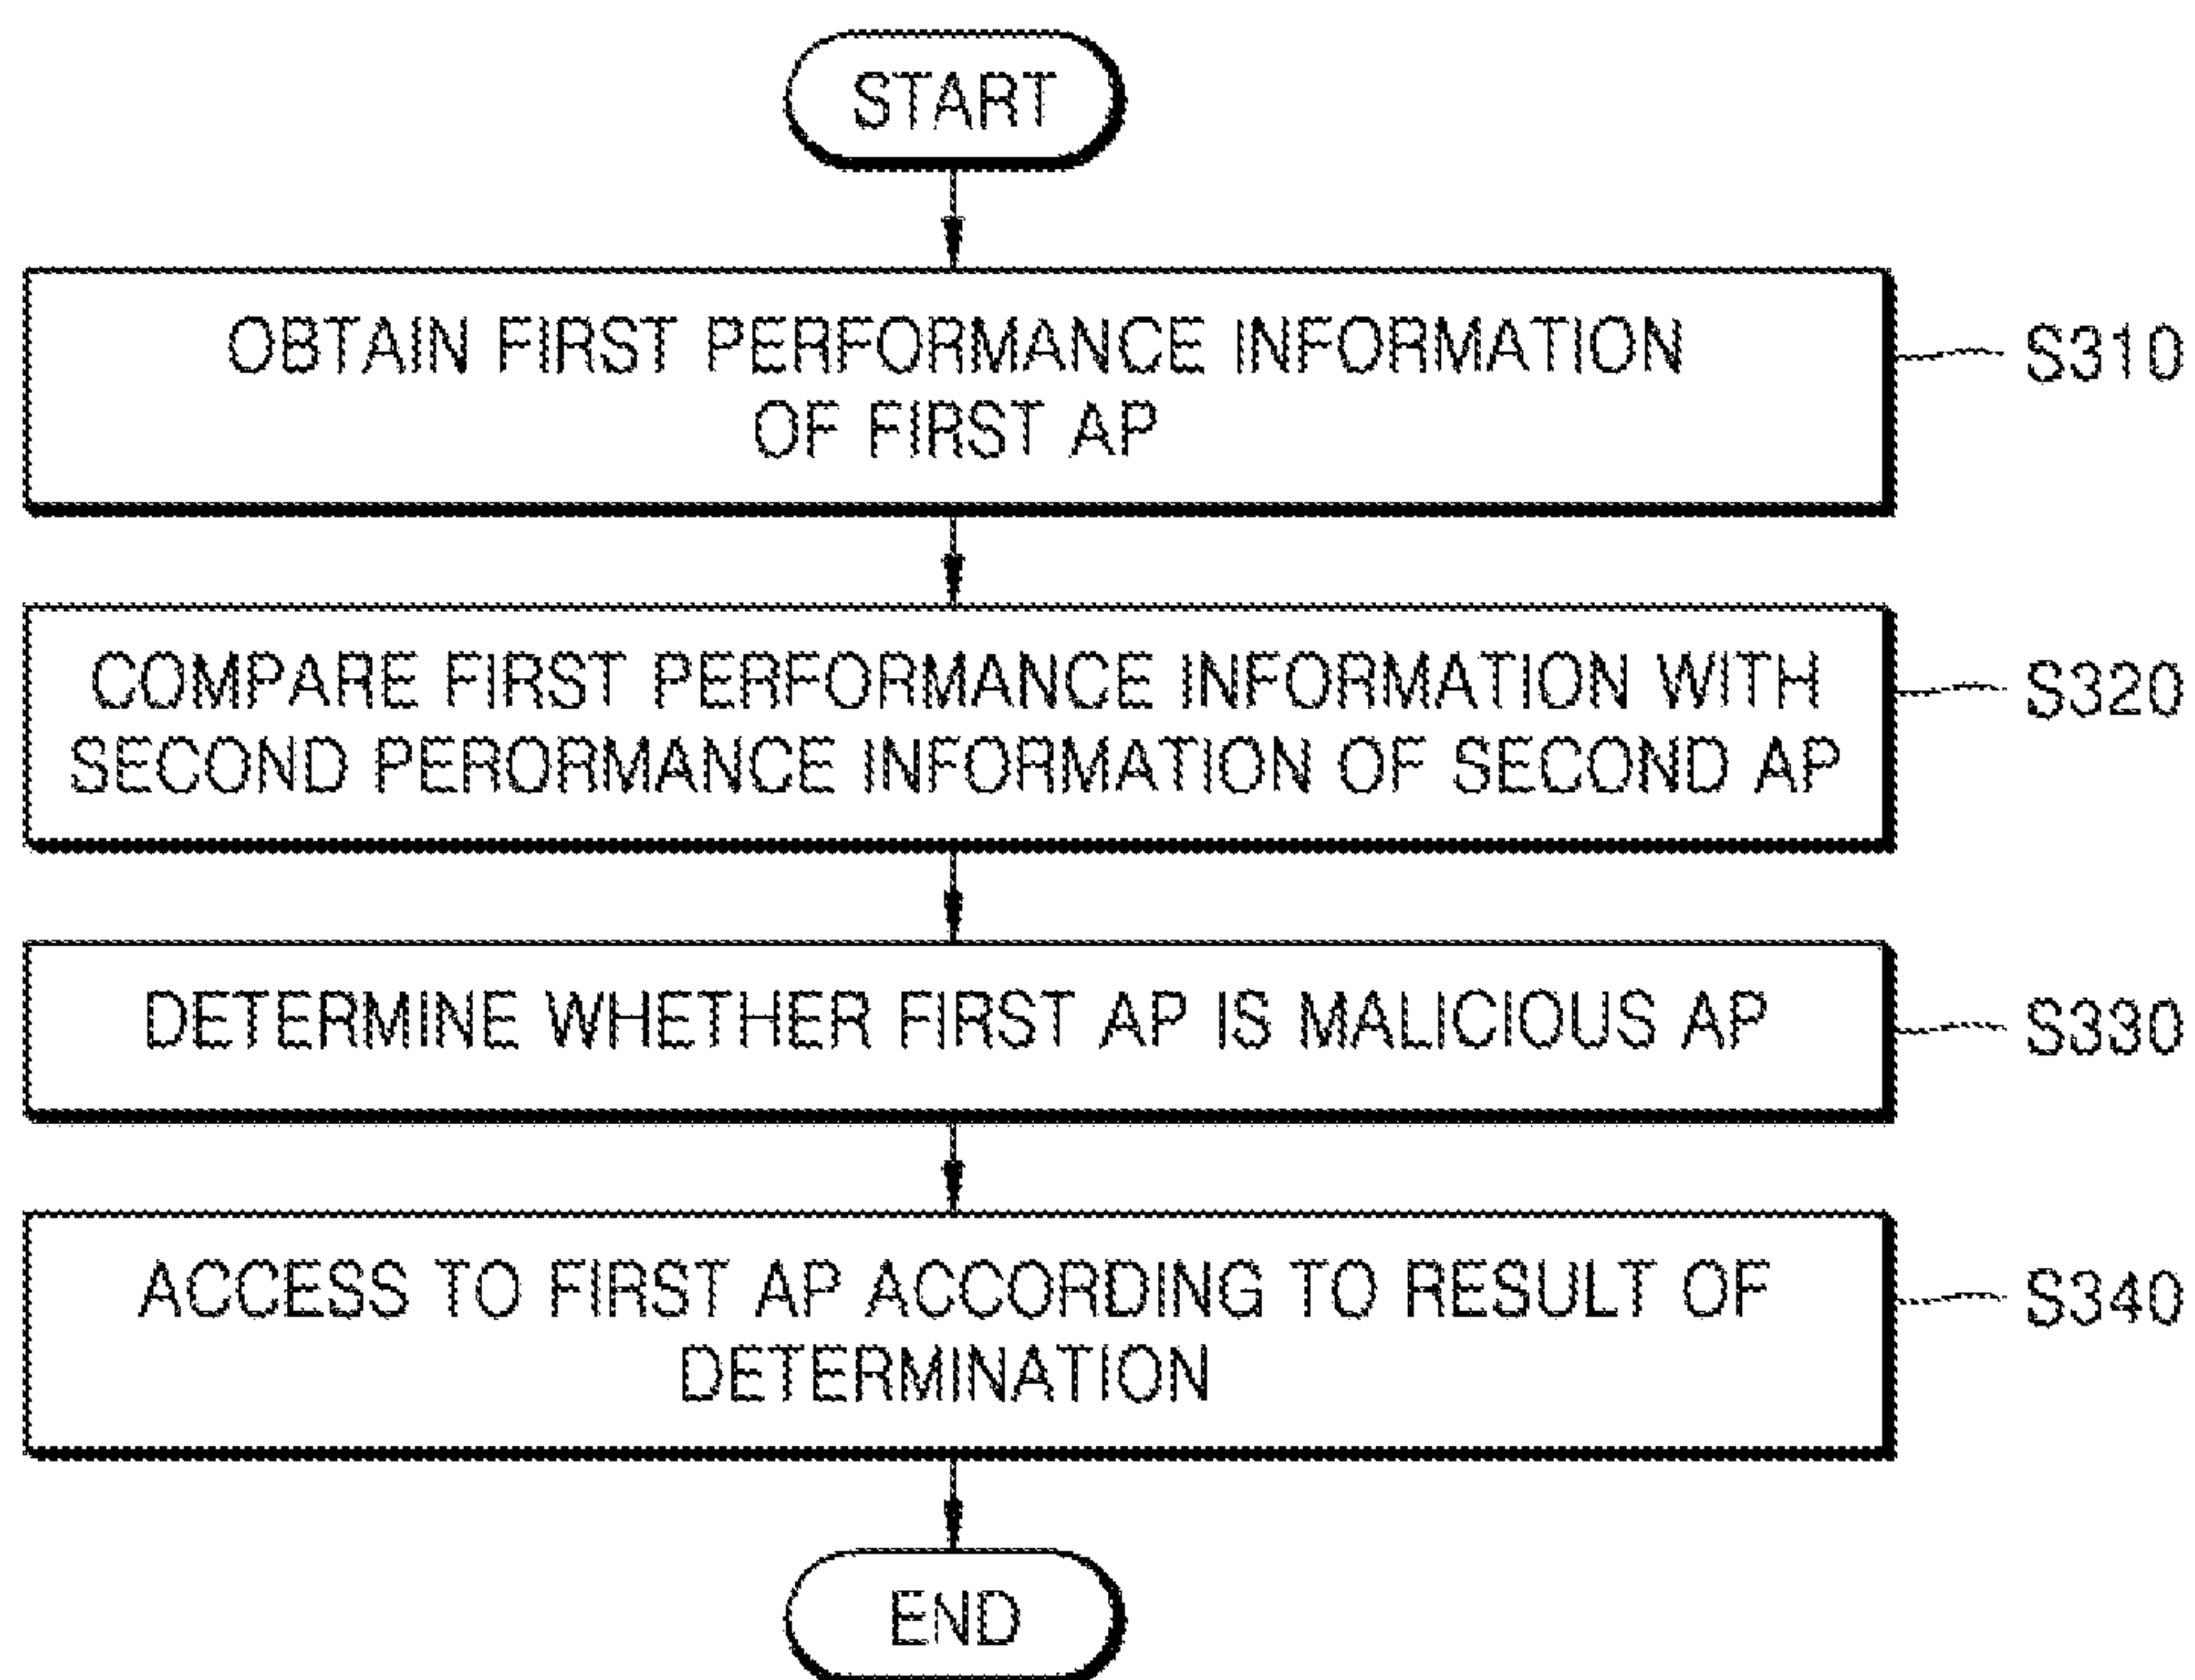 START
OBTAIN FIRST PERFORMANCE INFORMATION
OF FIRST AP
S310
COMPARE FIRST PERFORMANCE INFORMATION WITH
SECOND PERORMANCE INFORMATION OF SECOND AP
S320
DETERMINE WHETHER FIRST AP IS MALICIOUS AP
S330
ACCESS TO FIRST AP ACCORDING TO RESULT OF
DETERMINATION
S340
END